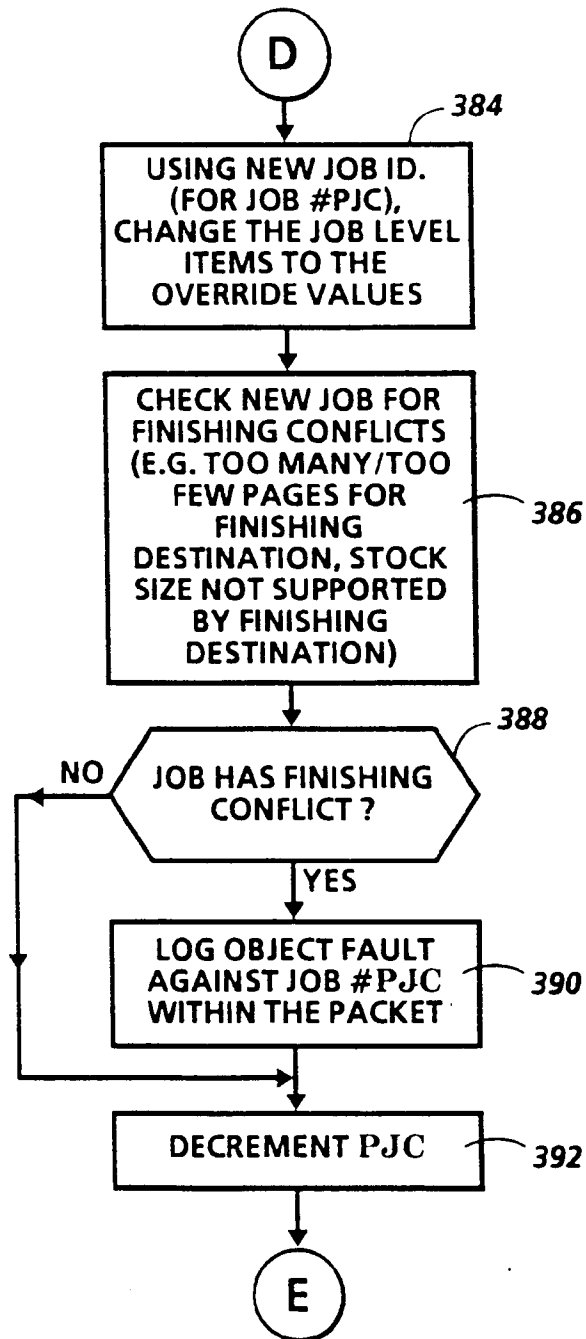 D
384
USING NEW JOB ID.
(FOR JOB #PJC),
CHANGE THE JOB LEVEL
ITEMS TO THE
OVERRIDE VALUES
CHECK NEW JOB FOR
FINISHING CONFLICTS
(E.G. TOO MANY/TOO
FEW PAGES FOR
FINISHING
DESTINATION, STOCK
SIZE NOT SUPPORTED
BY FINISHING
DESTINATION)
386
388
NO
JOB HAS FINISHING
CONFLICT ?
YES
LOG OBJECT FAULT
AGAINST JOB #PJC
WITHIN THE PACKET
390
DECREMENT PJC
392
E